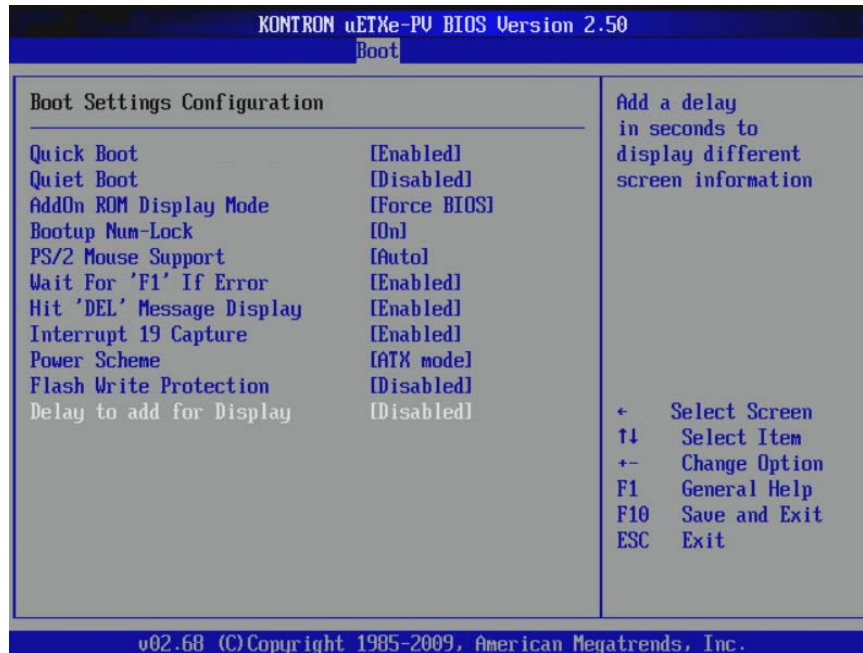 KONTRON uETXe-PV BIOS Version 2.50
Boot
Boot Settings Configuration
Quick Boot [Enabled]
Quiet Boot [Disabled]
AddOn ROM Display Mode [Force BIOS]
Bootup Num-Lock [On]
PS/2 Mouse Support [Auto]
Wait For 'F1' If Error [Enabled]
Hit 'DEL' Message Display [Enabled]
Interrupt 19 Capture [Enabled]
Power Scheme [ATX mode]
Flash Write Protection [Disabled]
Delay to add for Display [Disabled]
Add a delay
in seconds to
display different
screen information
← Select Screen
↑↓ Select Item
+- Change Option
F1 General Help
F10 Save and Exit
ESC Exit
v02.68 (C)Copyright 1985-2009, American Megatrends, Inc.